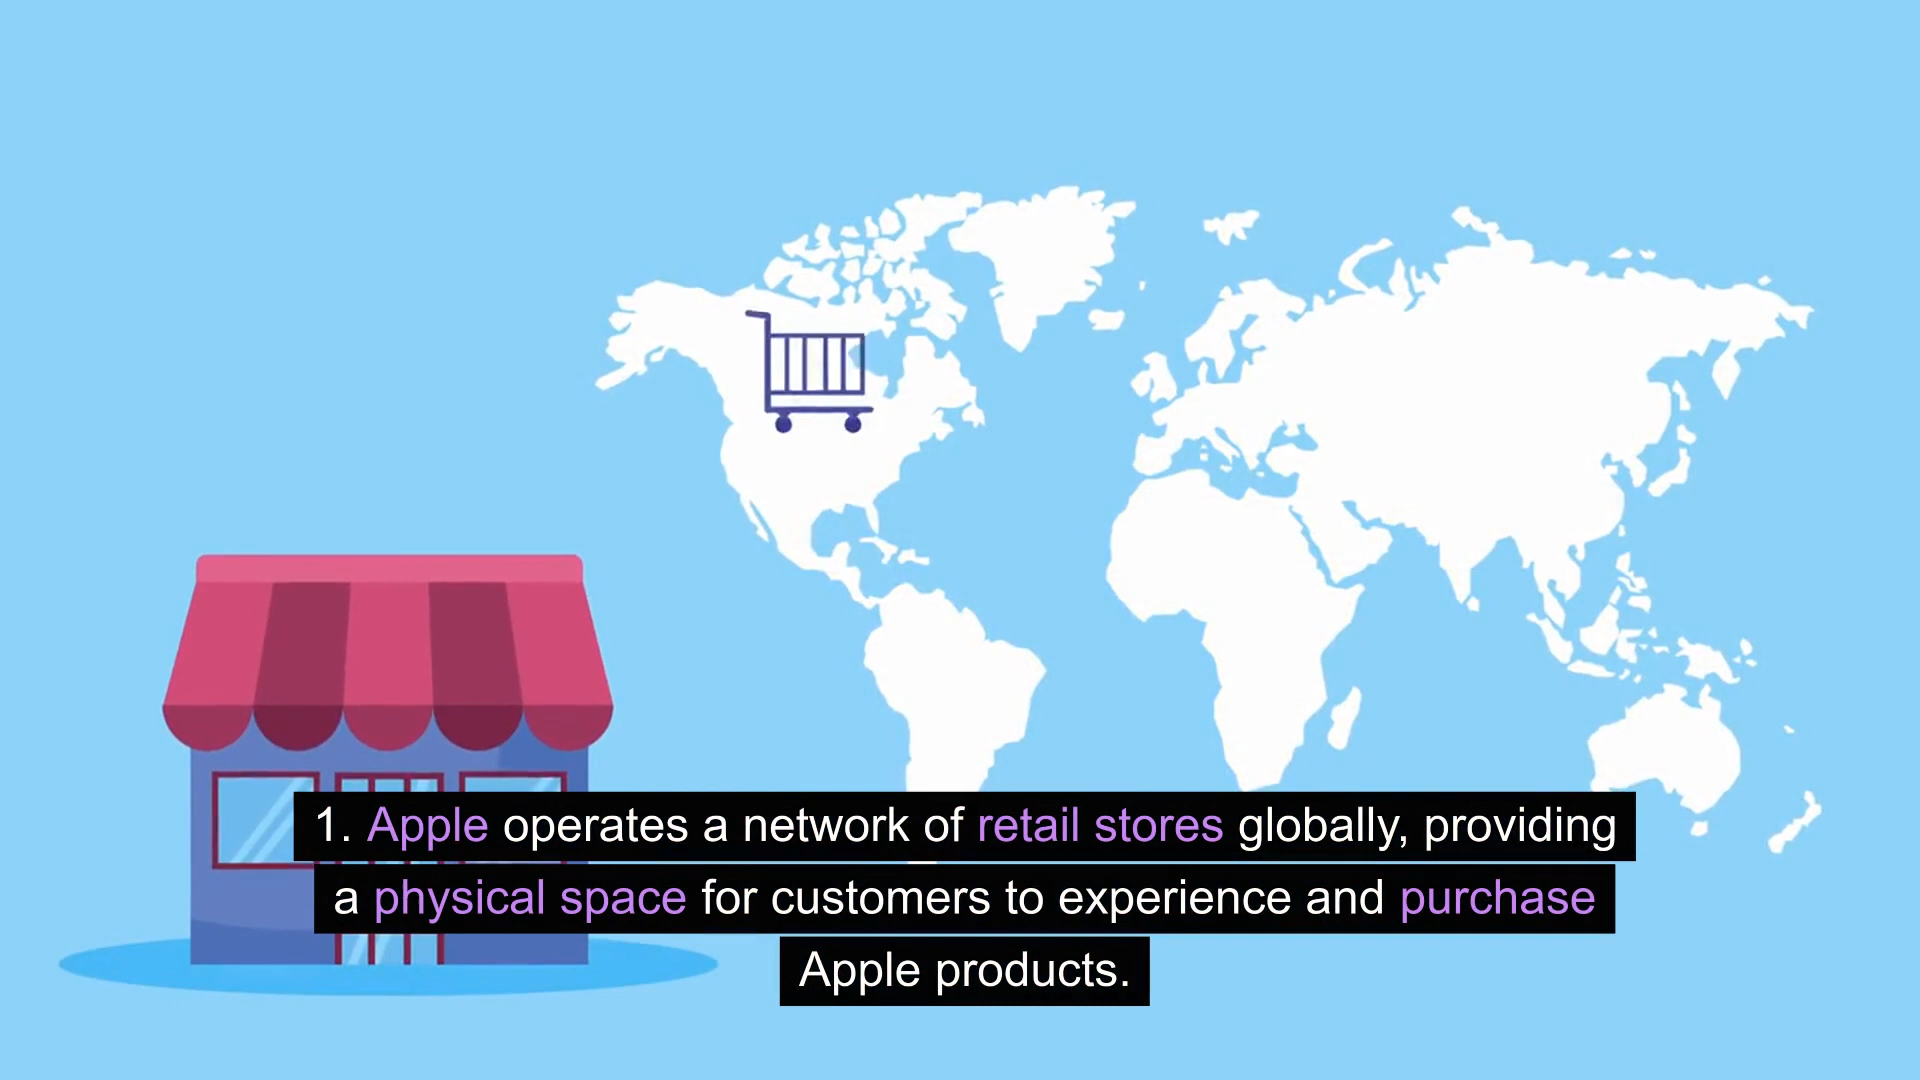 1. Apple operates a network of retail stores globally, providing
a physical space for customers to experience and purchase
Apple products.